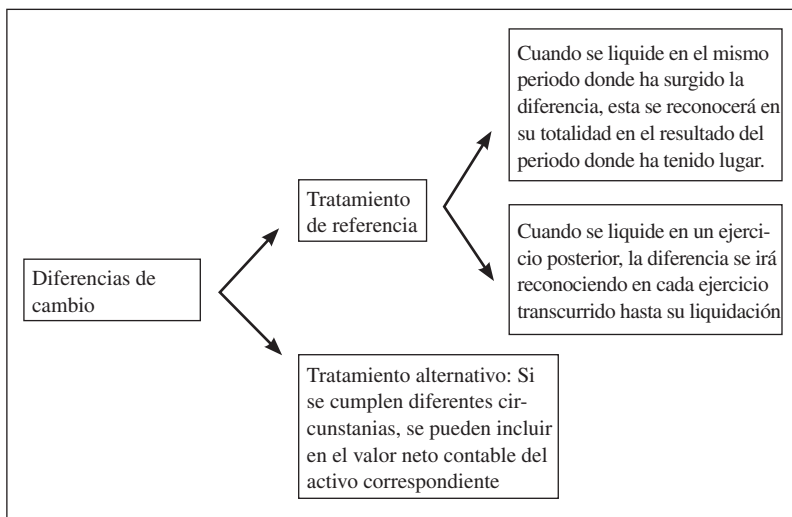 Diferencias de
cambio
Tratamiento
de referencia
Cuando se liquide en el mismo
periodo donde ha surgido la
diferencia, esta se reconocerá en
su totalidad en el resultado del
periodo donde ha tenido lugar.
Cuando se liquide en un ejerci-
cio posterior, la diferencia se irá
reconociendo en cada ejercicio
transcurrido hasta su liquidación
Tratamiento alternativo: Si
se cumplen diferentes cir-
cunstanias, se pueden incluir
en el valor neto contable del
activo correspondiente